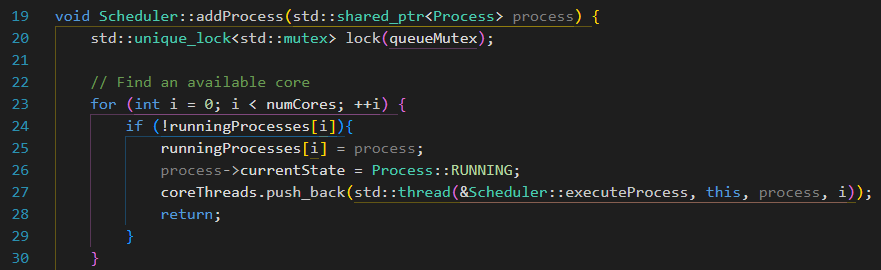 19 void Scheduler::addProcess(std::shared_ptr<Process> process) {
20     std::unique_lock<std::mutex> lock(queueMutex);
21
22     // Find an available core
23     for (int i = 0; i < numCores; ++i) {
24         if (!runningProcesses[i]){
25             runningProcesses[i] = process;
26             process->currentState = Process::RUNNING;
27             coreThreads.push_back(std::thread(&Scheduler::executeProcess, this, process, i));
28             return;
29         }
30     }